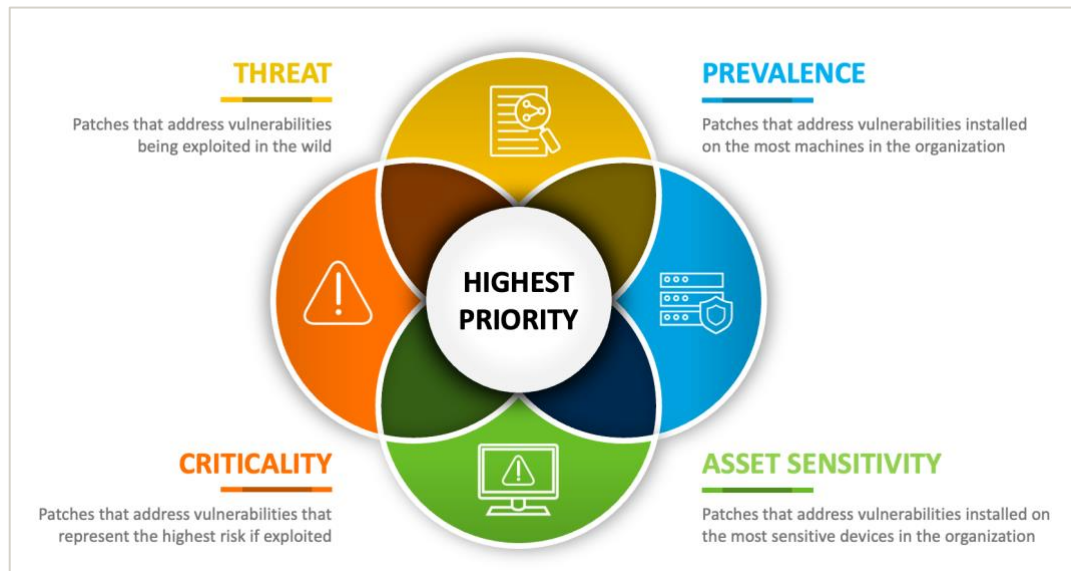 THREAT
Patches that address vulnerabilities
being exploited in the wild
PREVALENCE
Patches that address vulnerabilities installed
on the most machines in the organization
HIGHEST
PRIORITY
CRITICALITY
Patches that address vulnerabilities that
represent the highest risk if exploited
ASSET SENSITIVITY
Patches that address vulnerabilities installed on
the most sensitive devices in the organization